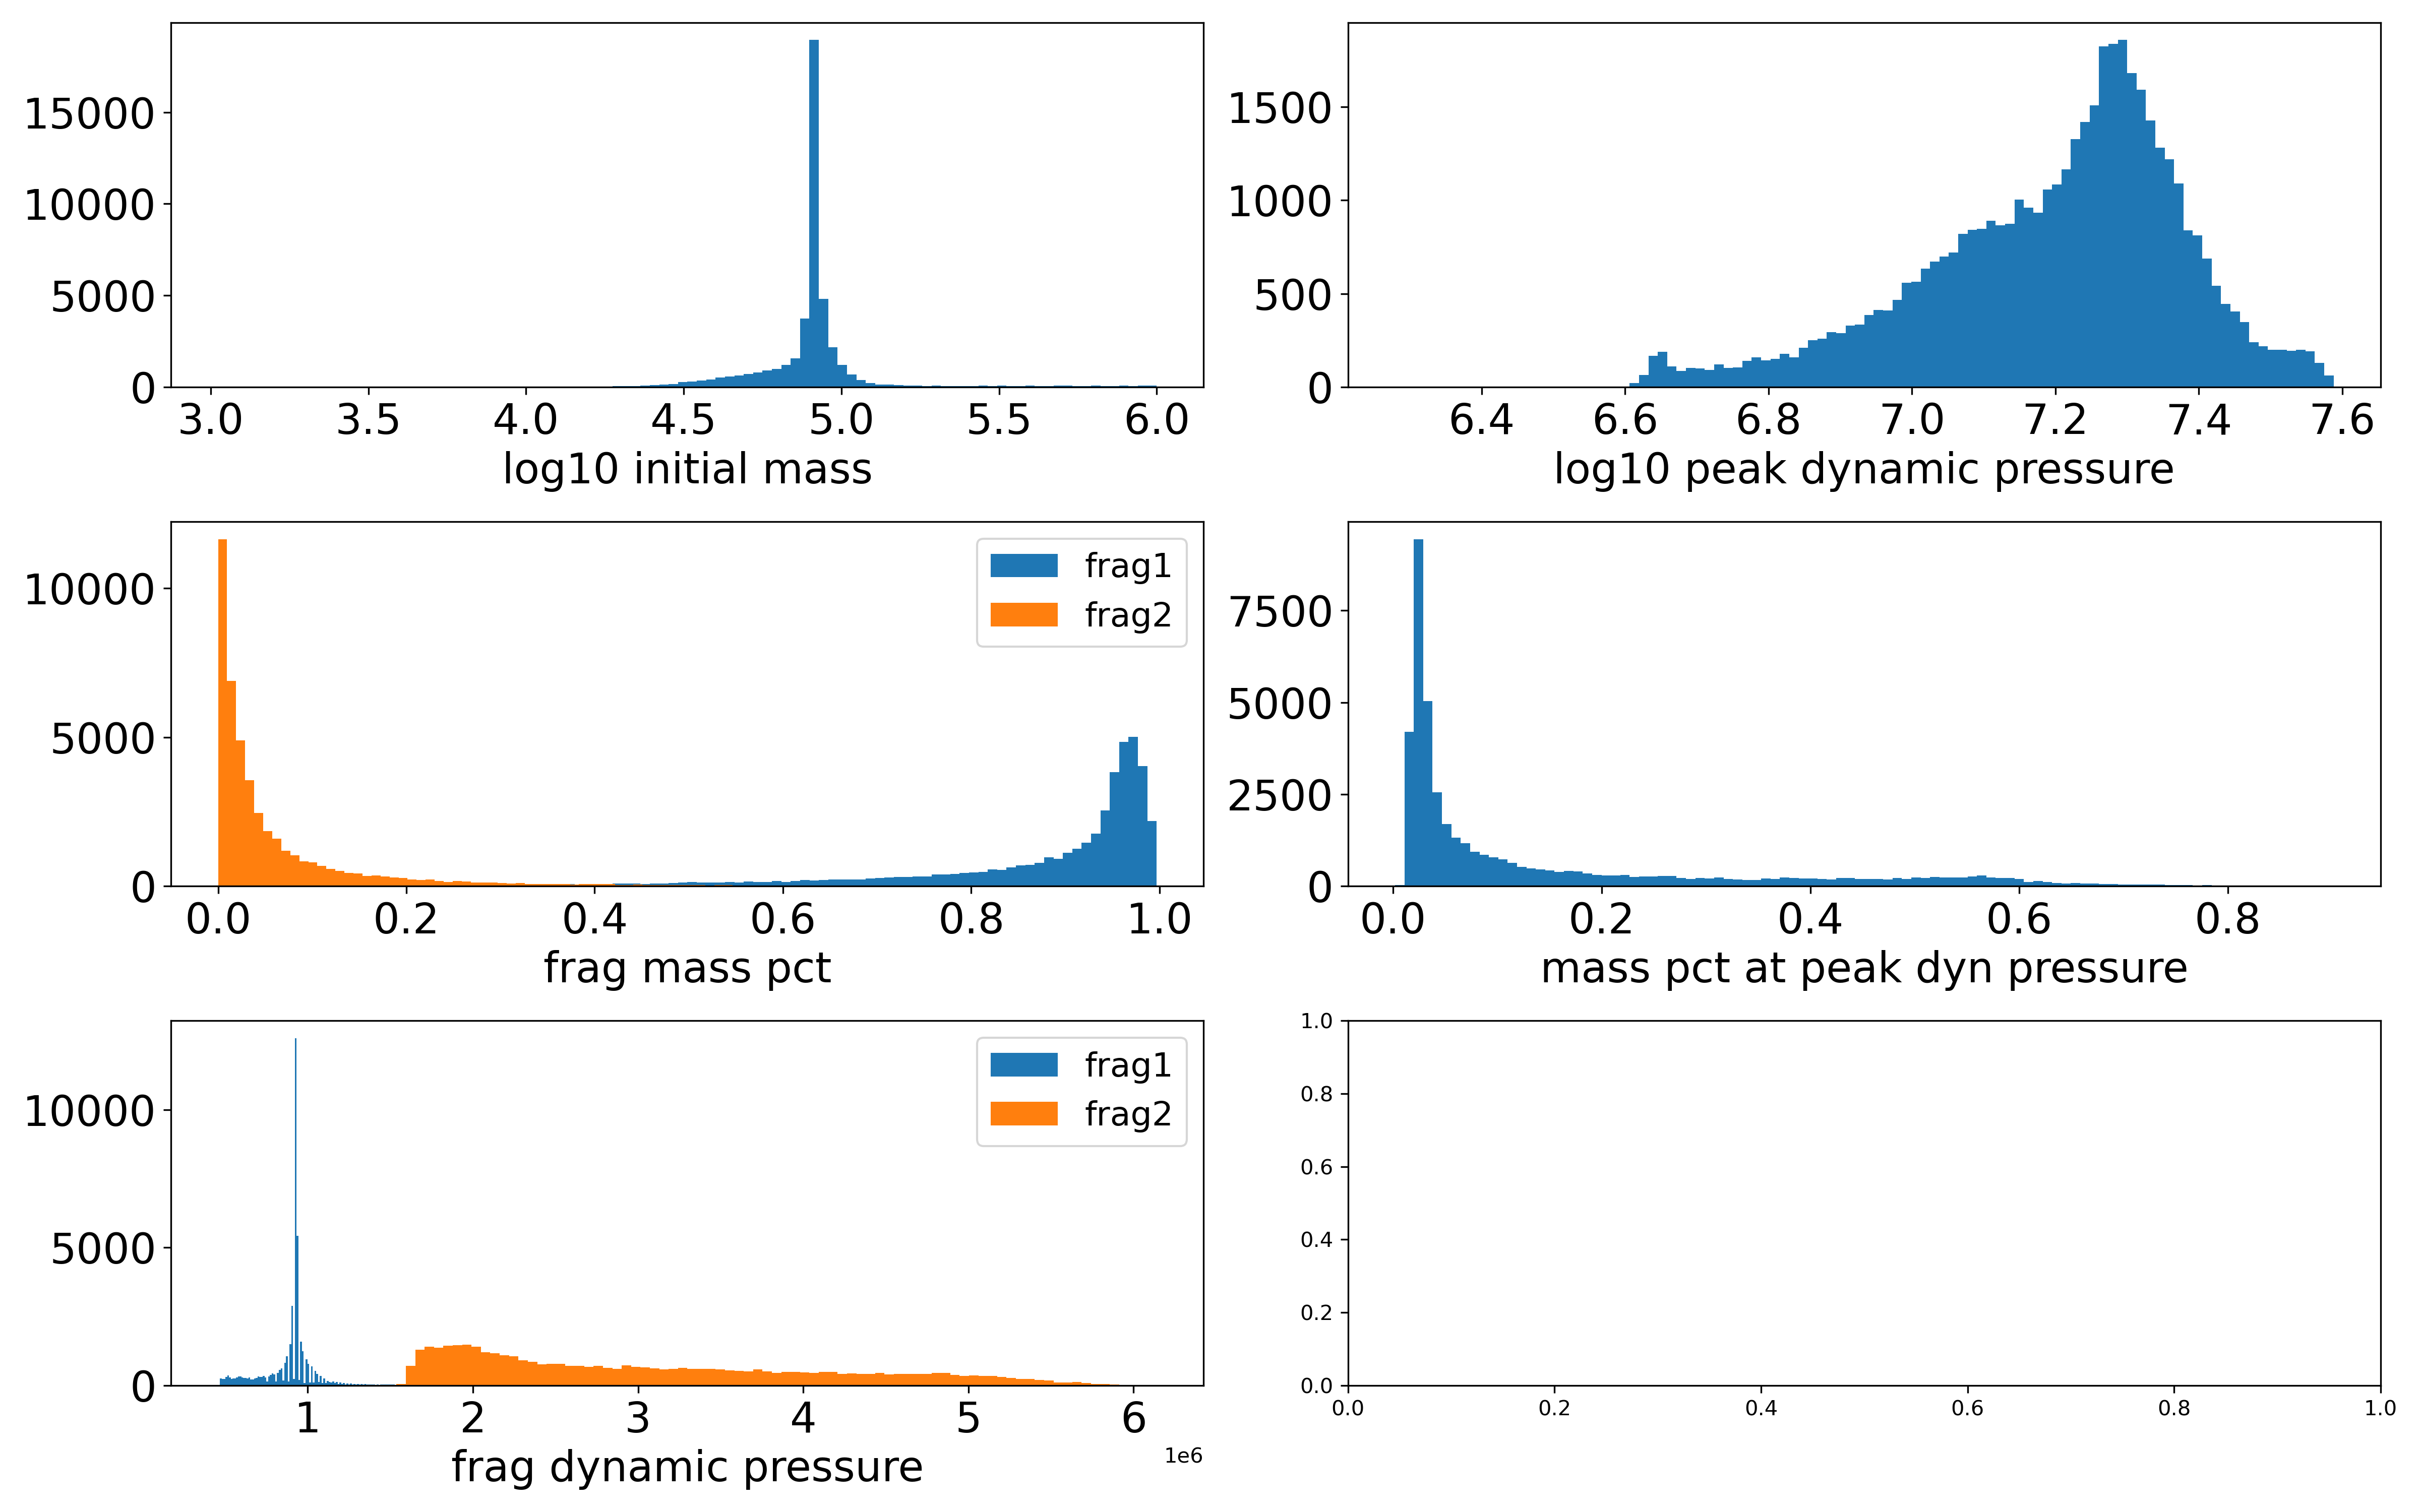 15000
10000
5000
0
3.0 3.5 4.0 4.5 5.0 5.5 6.0
log10 initial mass
1500
1000
500
0
6.4 6.6 6.8 7.0 7.2 7.4 7.6
log10 peak dynamic pressure
10000
5000
0
frag1
frag2
0.0 0.2 0.4 0.6 0.8 1.0
frag mass pct
7500
5000
2500
0
0.0 0.2 0.4 0.6 0.8
mass pct at peak dyn pressure
10000
5000
0
frag1
frag2
1 2 3 4 5 6
1e6
frag dynamic pressure
1.0
0.8
0.6
0.4
0.2
0.0
0.0 0.2 0.4 0.6 0.8 1.0